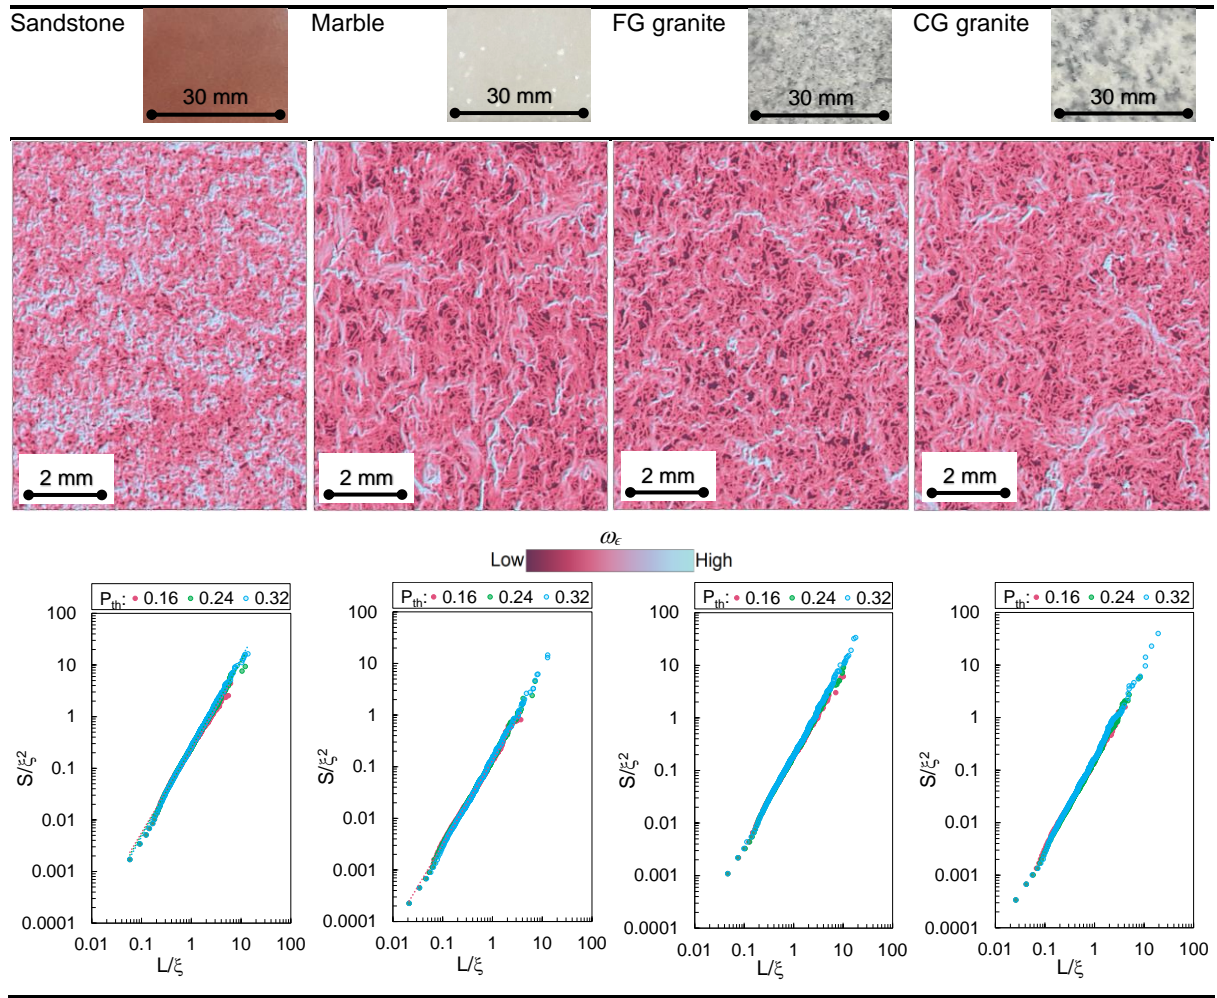 Sandstone Marble FG granite CG granite
30 mm 30 mm 30 mm 30 mm
2 mm 2 mm 2 mm 2 mm
ωϵ
Low High
Pth: 0.16 0.24 0.32 Pth: 0.16 0.24 0.32 Pth: 0.16 0.24 0.32 Pth: 0.16 0.24 0.32
100 100 100 100
10 10 10 10
1 1 1 1
S/ξ² S/ξ² S/ξ² S/ξ²
0.1 0.1 0.1 0.1
0.01 0.01 0.01 0.01
0.001 0.001 0.001 0.001
0.0001 0.0001 0.0001 0.0001
0.01 0.1 1 10 100 0.01 0.1 1 10 100 0.01 0.1 1 10 100 0.01 0.1 1 10 100
L/ξ L/ξ L/ξ L/ξ